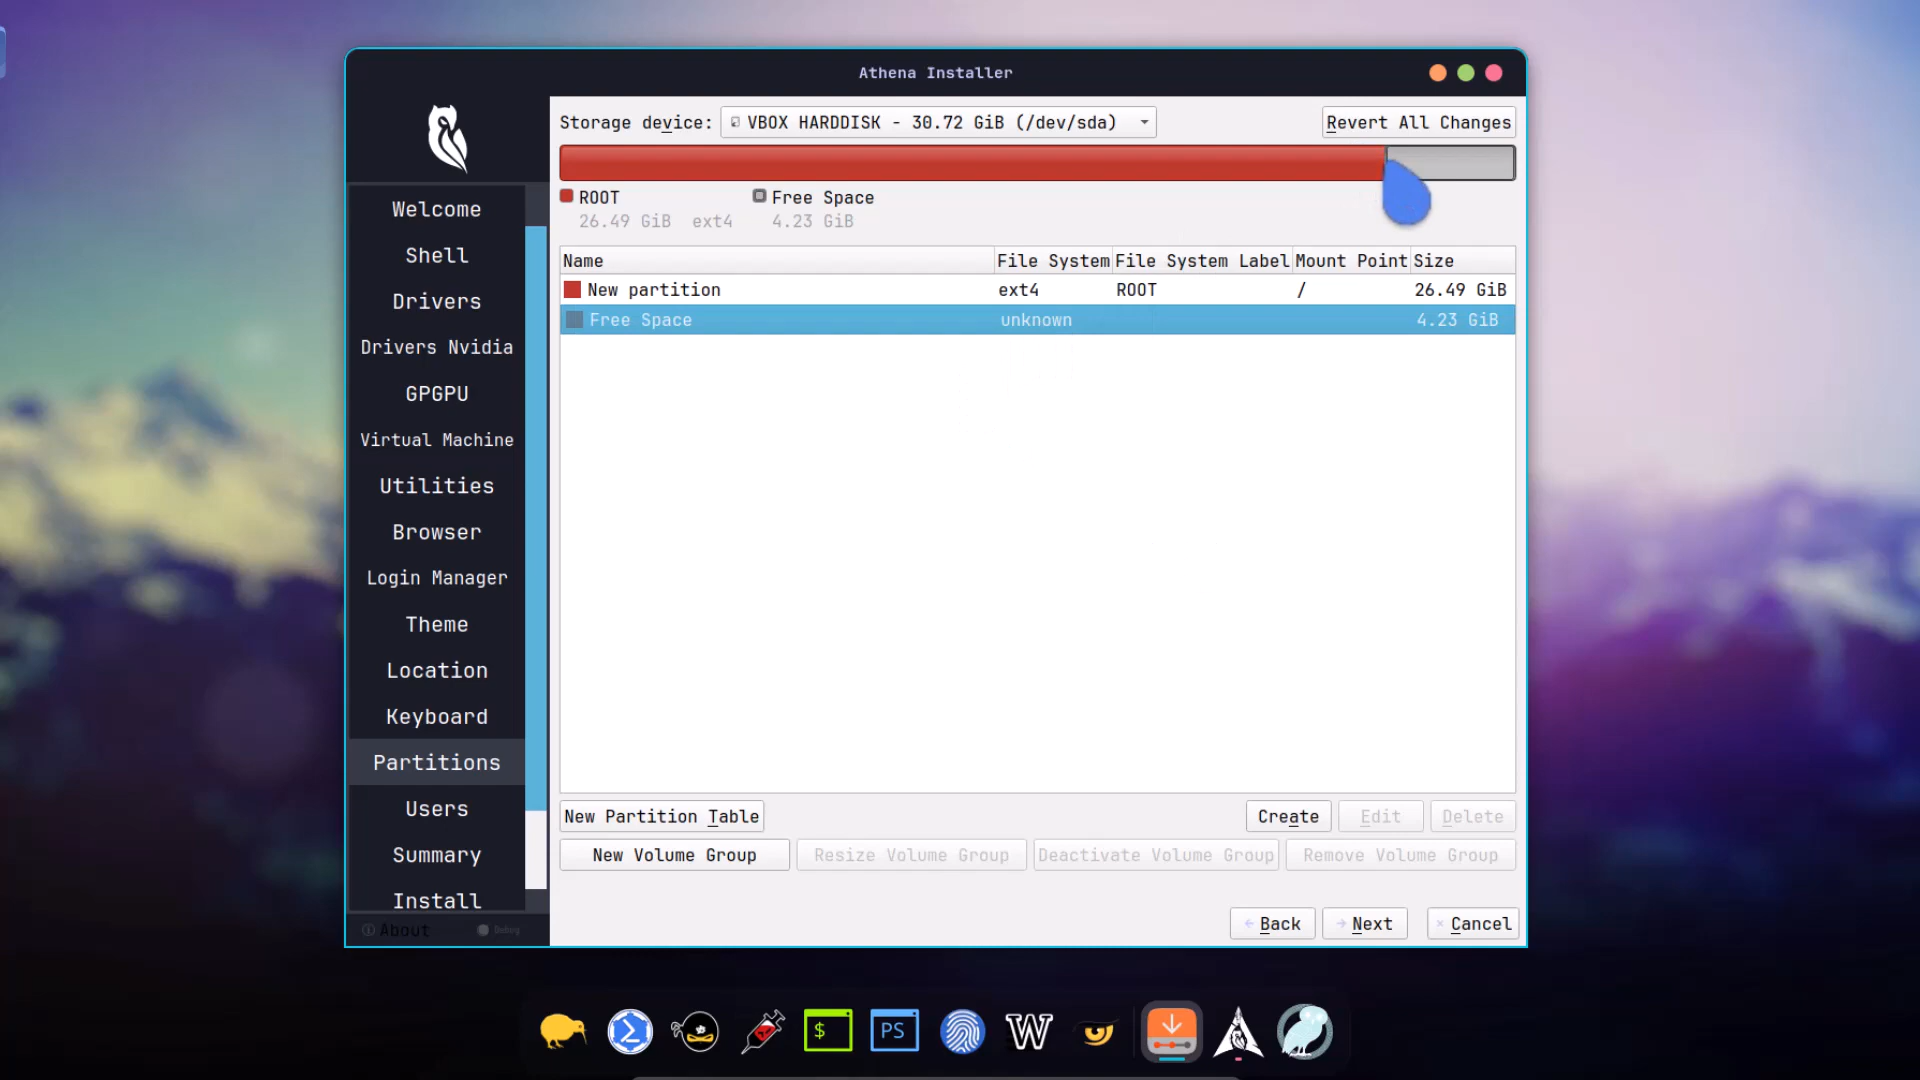 Athena Installer
Storage device: VBOX HARDDISK - 30.72 GiB (/dev/sda) Revert All Changes
ROOT Free Space
26.49 GiB ext4 4.23 GiB
Name File System File System Label Mount Point Size
New partition ext4 ROOT / 26.49 GiB
Free Space unknown 4.23 GiB
Welcome
Shell
Drivers
Drivers Nvidia
GPGPU
Virtual Machine
Utilities
Browser
Login Manager
Theme
Location
Keyboard
Partitions
Users
Summary
Install
About Debug
New Partition Table Create Edit Delete
New Volume Group Resize Volume Group Deactivate Volume Group Remove Volume Group
Back Next Cancel
$ PS W